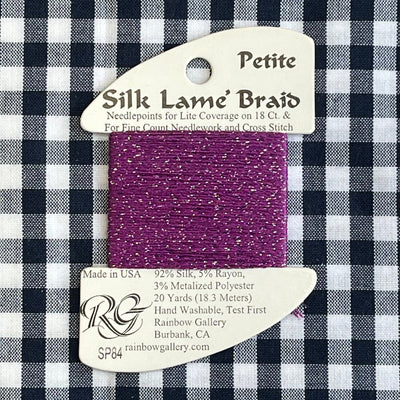 Petite
Silk Lamé Braid
Needlepoints for Lite Coverage on 18 Ct. &
For Fine Count Needlework and Cross Stitch
Made in USA
92% Silk, 5% Rayon,
3% Metalized Polyester
20 Yards (18.3 Meters)
Hand Washable, Test First
Rainbow Gallery
Burbank, CA
RG
SP84
rainbowgallery.com